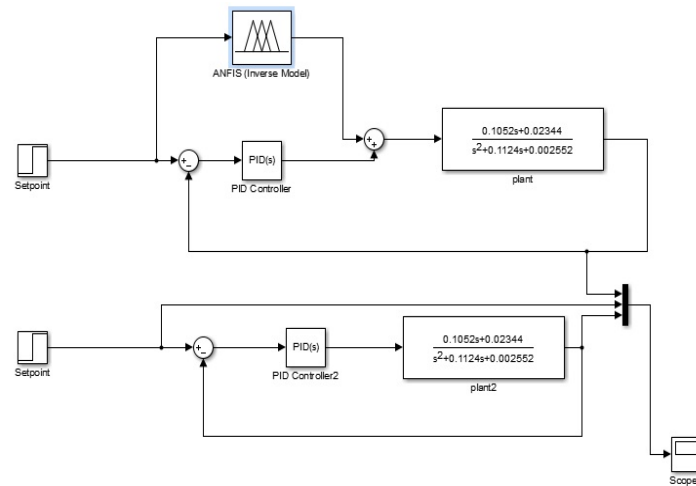 ANFIS (Inverse Model)
Setpoint
+
−
PID(s)
PID Controller
+
+
0.1052s+0.02344
s²+0.1124s+0.002552
plant
Setpoint
+
−
PID(s)
PID Controller2
0.1052s+0.02344
s²+0.1124s+0.002552
plant2
Scope